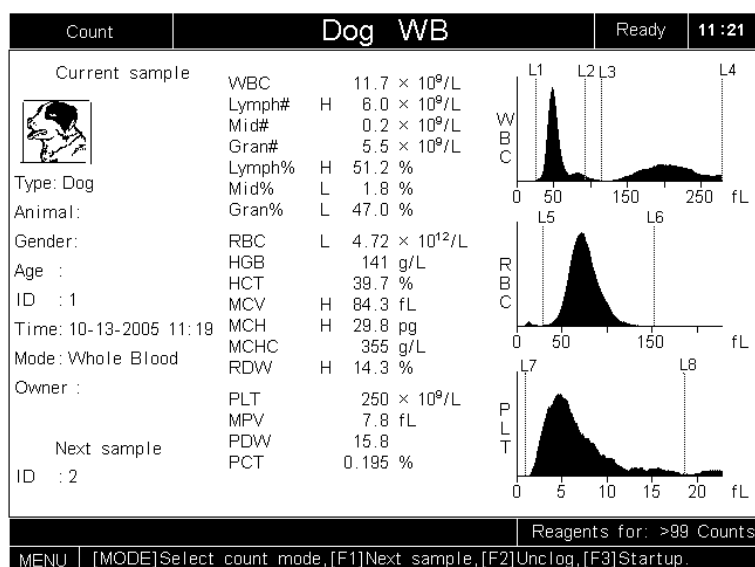 Count Dog WB Ready 11:21
Current sample
Type: Dog
Animal:
Gender:
Age :
ID : 1
Time: 10-13-2005 11:19
Mode: Whole Blood
Owner :
Next sample
ID : 2
WBC 11.7 × 10⁹/L
Lymph# H 6.0 × 10⁹/L
Mid# 0.2 × 10⁹/L
Gran# 5.5 × 10⁹/L
Lymph% H 51.2 %
Mid% L 1.8 %
Gran% L 47.0 %
RBC L 4.72 × 10¹²/L
HGB 141 g/L
HCT 39.7 %
MCV H 84.3 fL
MCH H 29.8 pg
MCHC 355 g/L
RDW H 14.3 %
PLT 250 × 10⁹/L
MPV 7.8 fL
PDW 15.8
PCT 0.195 %
L1 L2 L3 L4
WBC
0 50 150 250 fL
L5 L6
RBC
0 50 150 fL
L7 L8
PLT
0 5 10 15 20 fL
Reagents for: >99 Counts
MENU [MODE]Select count mode,[F1]Next sample,[F2]Unclog,[F3]Startup.